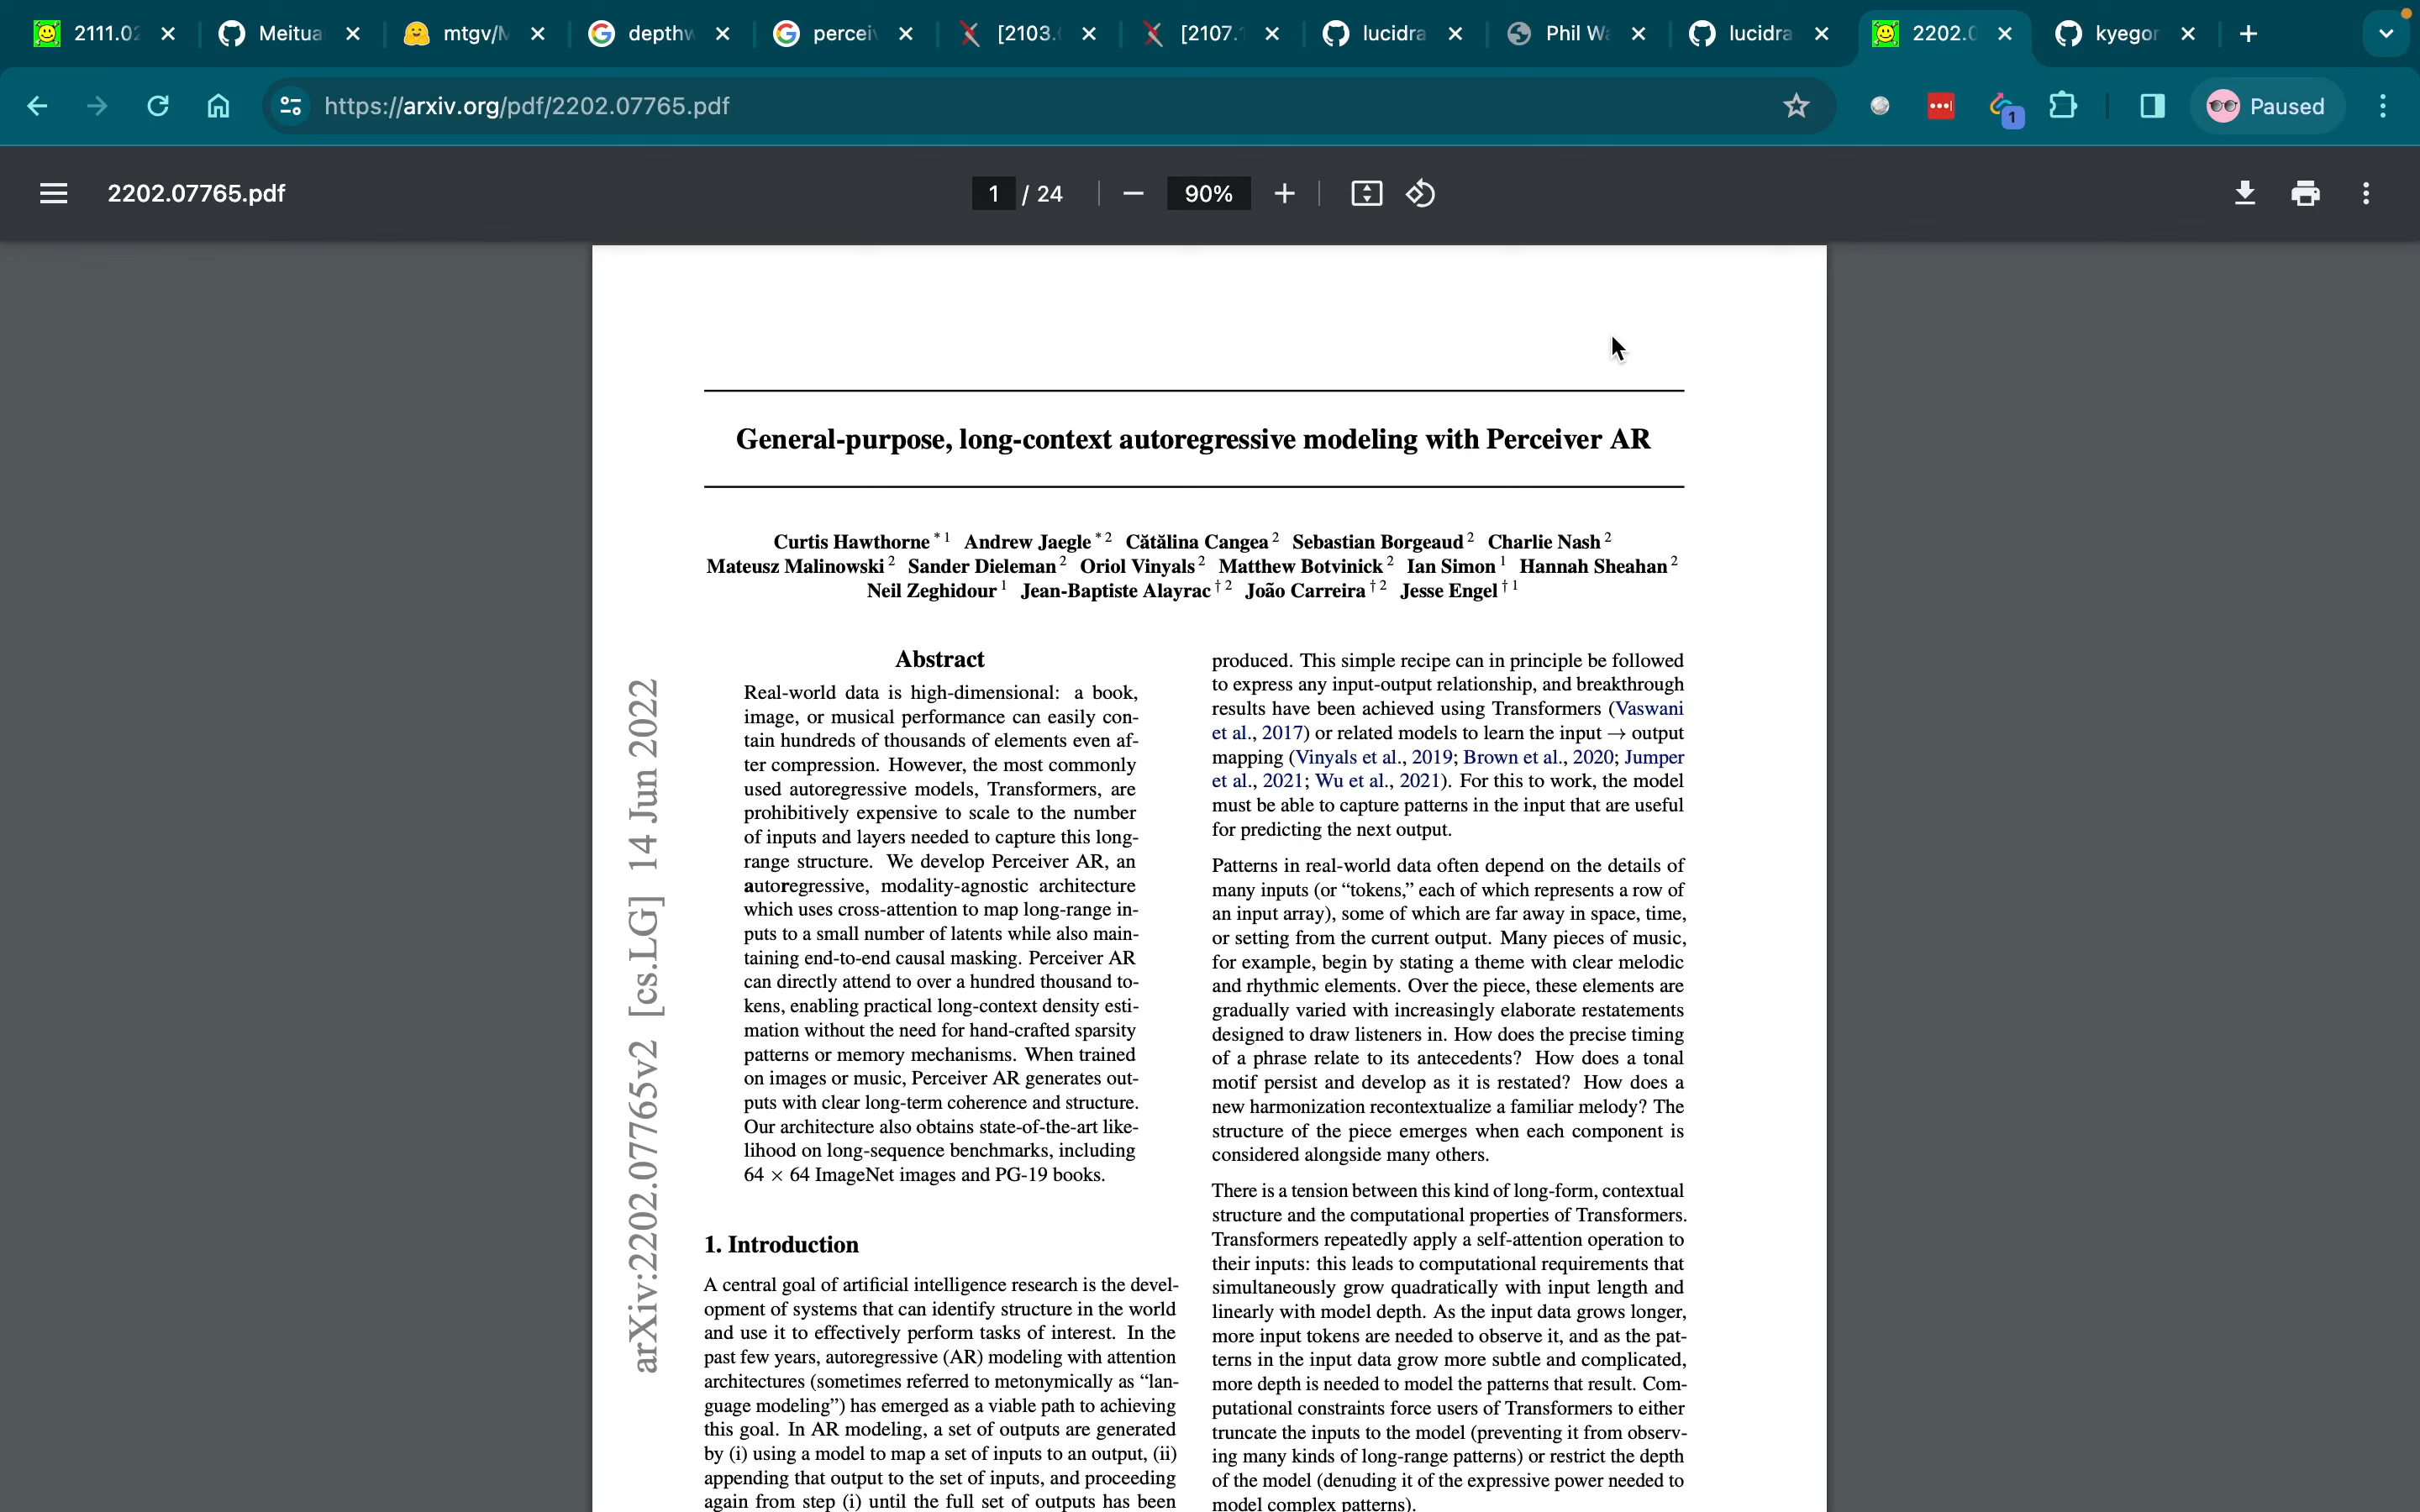 2111.02
Meitua
mtgv/M
depthw
percei
[2103.
[2107.1
lucidra
Phil Wa
lucidra
2202.0
kyegor
https://arxiv.org/pdf/2202.07765.pdf
1
Paused
2202.07765.pdf
1 / 24
90%
General-purpose, long-context autoregressive modeling with Perceiver AR
Curtis Hawthorne * 1 Andrew Jaegle * 2 Cătălina Cangea 2 Sebastian Borgeaud 2 Charlie Nash 2
Mateusz Malinowski 2 Sander Dieleman 2 Oriol Vinyals 2 Matthew Botvinick 2 Ian Simon 1 Hannah Sheahan 2
Neil Zeghidour 1 Jean-Baptiste Alayrac † 2 João Carreira † 2 Jesse Engel † 1
arXiv:2202.07765v2 [cs.LG] 14 Jun 2022
Abstract
Real-world data is high-dimensional: a book,
image, or musical performance can easily con-
tain hundreds of thousands of elements even af-
ter compression. However, the most commonly
used autoregressive models, Transformers, are
prohibitively expensive to scale to the number
of inputs and layers needed to capture this long-
range structure. We develop Perceiver AR, an
autoregressive, modality-agnostic architecture
which uses cross-attention to map long-range in-
puts to a small number of latents while also main-
taining end-to-end causal masking. Perceiver AR
can directly attend to over a hundred thousand to-
kens, enabling practical long-context density esti-
mation without the need for hand-crafted sparsity
patterns or memory mechanisms. When trained
on images or music, Perceiver AR generates out-
puts with clear long-term coherence and structure.
Our architecture also obtains state-of-the-art like-
lihood on long-sequence benchmarks, including
64 × 64 ImageNet images and PG-19 books.
1. Introduction
A central goal of artificial intelligence research is the devel-
opment of systems that can identify structure in the world
and use it to effectively perform tasks of interest. In the
past few years, autoregressive (AR) modeling with attention
architectures (sometimes referred to metonymically as “lan-
guage modeling”) has emerged as a viable path to achieving
this goal. In AR modeling, a set of outputs are generated
by (i) using a model to map a set of inputs to an output, (ii)
appending that output to the set of inputs, and proceeding
again from step (i) until the full set of outputs has been
produced. This simple recipe can in principle be followed
to express any input-output relationship, and breakthrough
results have been achieved using Transformers (Vaswani
et al., 2017) or related models to learn the input → output
mapping (Vinyals et al., 2019; Brown et al., 2020; Jumper
et al., 2021; Wu et al., 2021). For this to work, the model
must be able to capture patterns in the input that are useful
for predicting the next output.
Patterns in real-world data often depend on the details of
many inputs (or “tokens,” each of which represents a row of
an input array), some of which are far away in space, time,
or setting from the current output. Many pieces of music,
for example, begin by stating a theme with clear melodic
and rhythmic elements. Over the piece, these elements are
gradually varied with increasingly elaborate restatements
designed to draw listeners in. How does the precise timing
of a phrase relate to its antecedents? How does a tonal
motif persist and develop as it is restated? How does a
new harmonization recontextualize a familiar melody? The
structure of the piece emerges when each component is
considered alongside many others.
There is a tension between this kind of long-form, contextual
structure and the computational properties of Transformers.
Transformers repeatedly apply a self-attention operation to
their inputs: this leads to computational requirements that
simultaneously grow quadratically with input length and
linearly with model depth. As the input data grows longer,
more input tokens are needed to observe it, and as the pat-
terns in the input data grow more subtle and complicated,
more depth is needed to model the patterns that result. Com-
putational constraints force users of Transformers to either
truncate the inputs to the model (preventing it from observ-
ing many kinds of long-range patterns) or restrict the depth
of the model (denuding it of the expressive power needed to
model complex patterns).